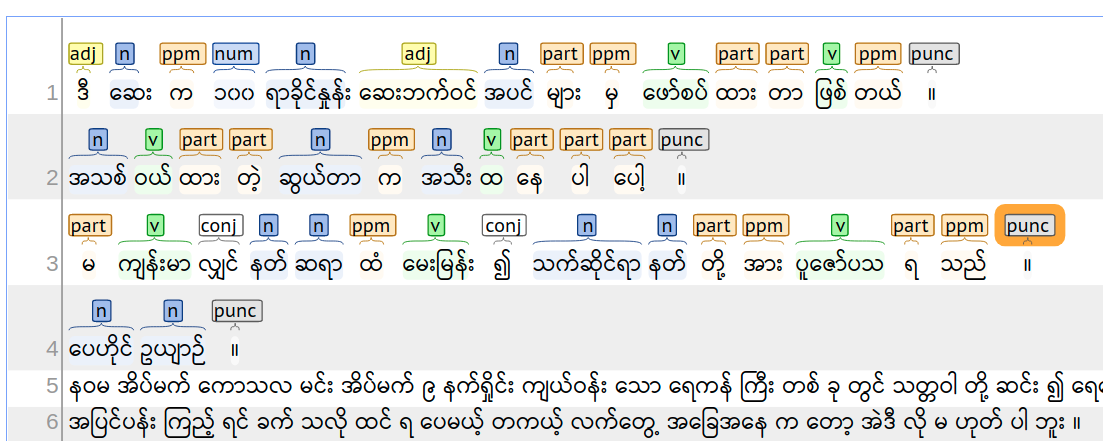 adj n ppm num n adj n part ppm v part part v ppm punc
1 ဒီ ဆေး က ၁၀၀ ရာခိုင်နှုန်း ဆေးဘက်ဝင် အပင် များ မှ ဖော်စပ် ထား တာ ဖြစ် တယ် ။
n v part part n ppm n v part part part punc
2 အသစ် ဝယ် ထား တဲ့ ဆွယ်တာ က အသီး ထ နေ ပါ ပေါ့ ။
part v conj n n ppm v conj n n part ppm v part ppm punc
3 မ ကျန်းမာ လျှင် နတ် ဆရာ ထံ မေးမြန်း ၍ သက်ဆိုင်ရာ နတ် တို့ အား ပူဇော်ပသ ရ သည် ။
n n punc
4 ပေဟိုင် ဥယျာဉ် ။
5 နဝမ အိပ်မက် ကောသလ မင်း အိပ်မက် ၉ နက်ရှိုင်း ကျယ်ဝန်း သော ရေကန် ကြီး တစ် ခု တွင် သတ္တဝါ တို့ ဆင်း ၍
6 အပြင်ပန်း ကြည့် ရင် ခက် သလို ထင် ရ ပေမယ့် တကယ့် လက်တွေ့ အခြေအနေ က တော့ အဲဒီ လို မ ဟုတ် ပါ ဘူး ။